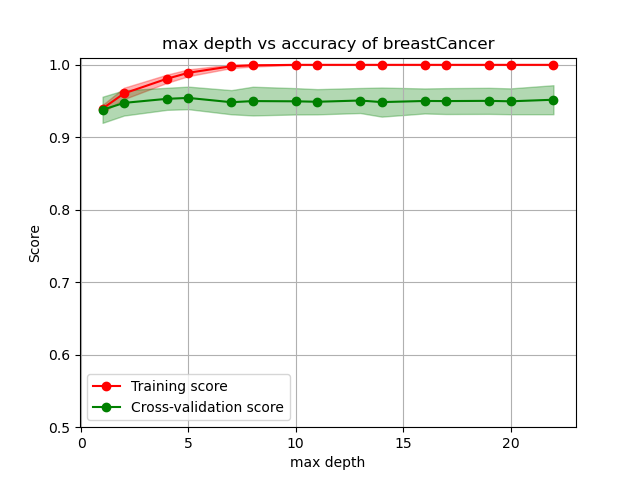 max depth vs accuracy of breastCancer
Score
1.0
0.9
0.8
0.7
0.6
0.5
Training score
Cross-validation score
0
5
10
15
20
max depth